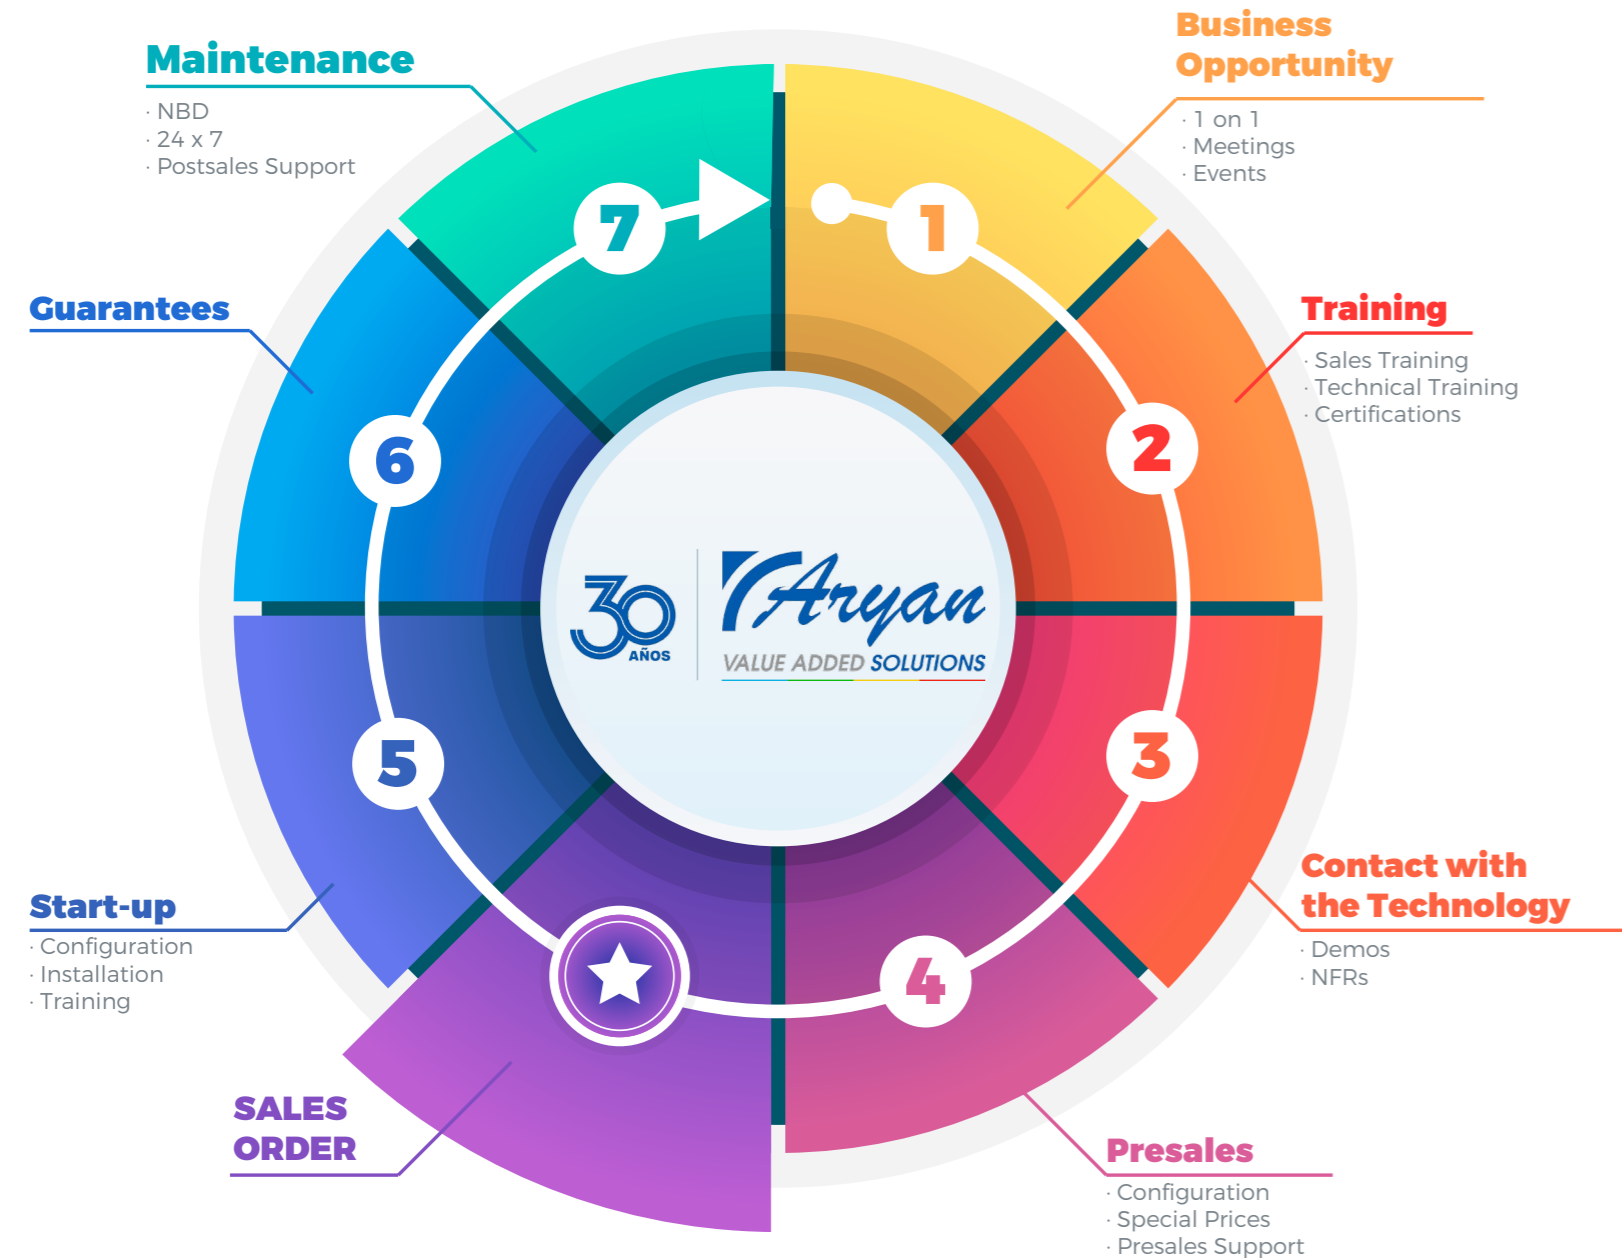 Business
Opportunity
· 1 on 1
· Meetings
· Events
Training
· Sales Training
· Technical Training
· Certifications
Contact with
the Technology
· Demos
· NFRs
Presales
· Configuration
· Special Prices
· Presales Support
SALES
ORDER
Start-up
· Configuration
· Installation
· Training
Guarantees
Maintenance
· NBD
· 24 x 7
· Postsales Support
1
2
3
4
5
6
7
30
AÑOS
Aryan
VALUE ADDED SOLUTIONS